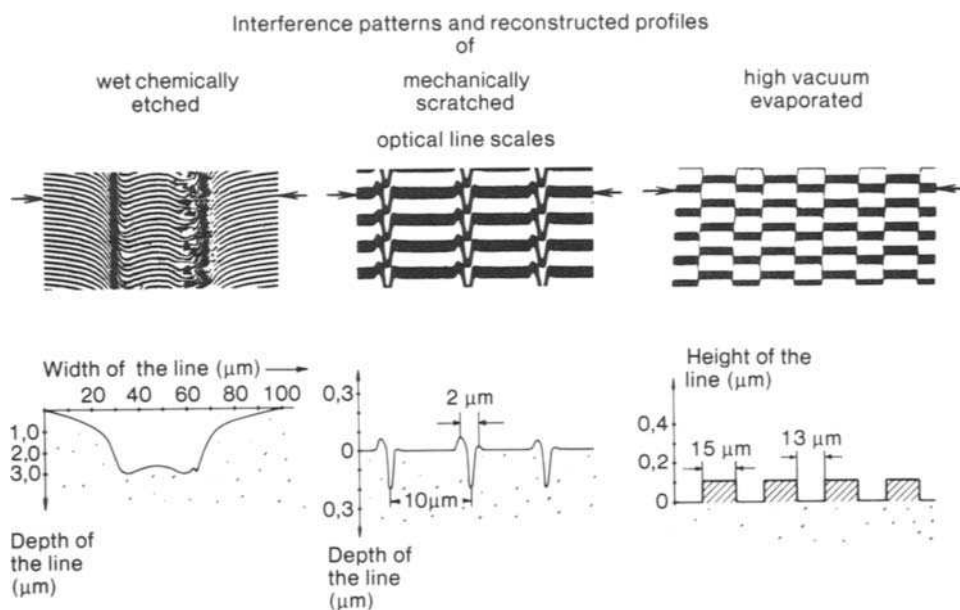 Interference patterns and reconstructed profiles
of
wet chemically
etched
mechanically
scratched
high vacuum
evaporated
optical line scales
Width of the line (μm)
20 40 60 80 100
1,0
2,0
3,0
Depth of
the line
(μm)
0,3
0
0,3
2 μm
10μm
Depth of
the line
(μm)
Height of the
line (μm)
0,4
0,2
0
15 μm
13 μm